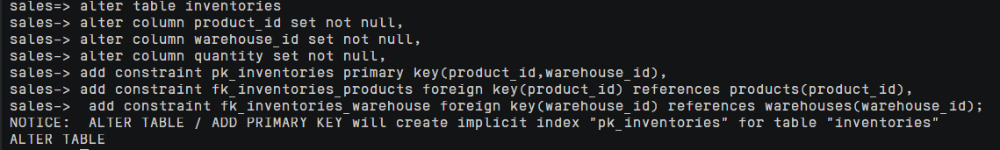 sales=> alter table inventories
sales-> alter column product_id set not null,
sales-> alter column warehouse_id set not null,
sales-> alter column quantity set not null,
sales-> add constraint pk_inventories primary key(product_id,warehouse_id),
sales-> add constraint fk_inventories_products foreign key(product_id) references products(product_id),
sales->  add constraint fk_inventories_warehouse foreign key(warehouse_id) references warehouses(warehouse_id);
NOTICE:  ALTER TABLE / ADD PRIMARY KEY will create implicit index "pk_inventories" for table "inventories"
ALTER TABLE